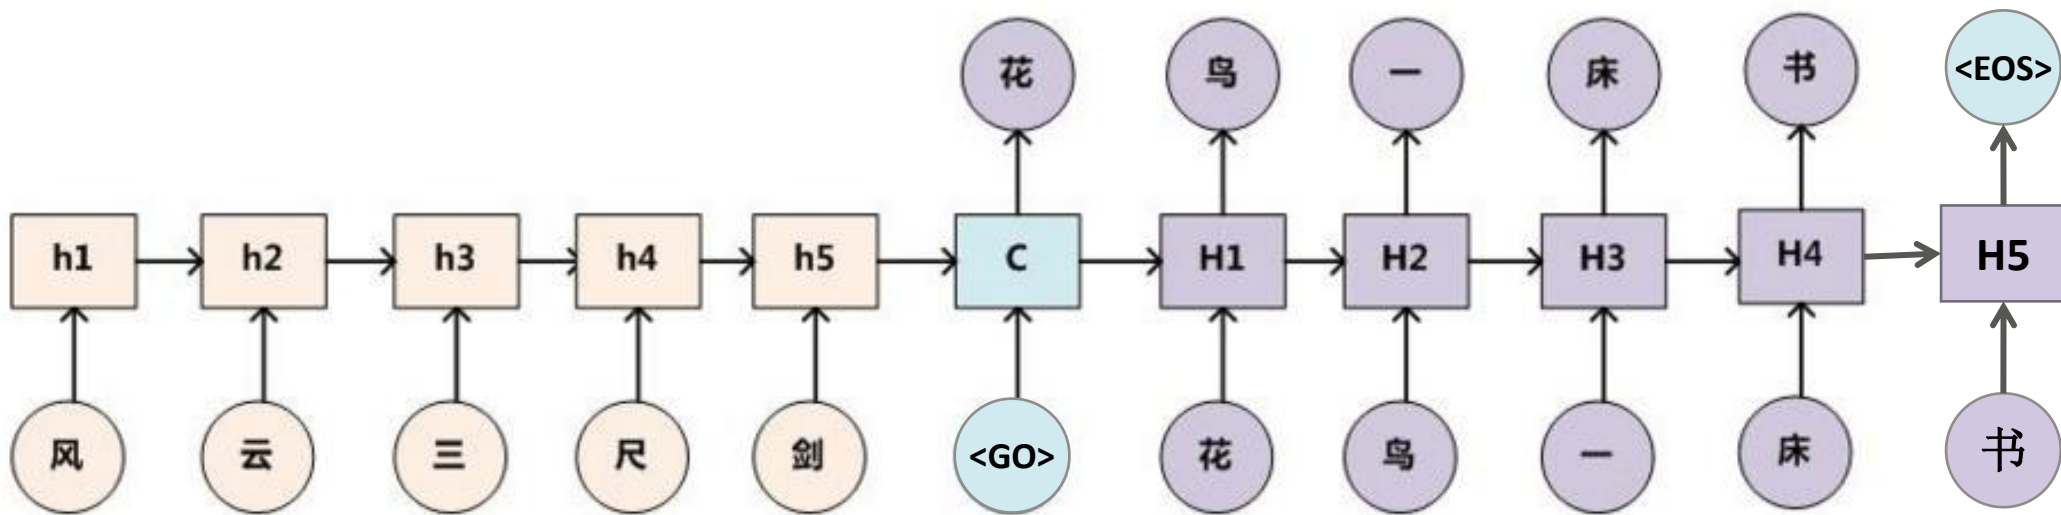 花 鸟 一 床 书 <EOS>
h1 h2 h3 h4 h5 C H1 H2 H3 H4 H5
风 云 三 尺 剑 <GO> 花 鸟 一 床 书